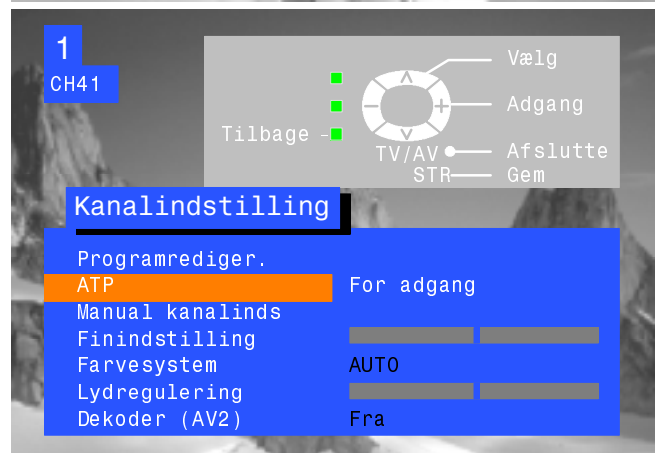 1
CH41
Vælg
Adgang
Tilbage
TV/AV Afslutte
STR Gem
Kanalindstilling
Programrediger.
ATP For adgang
Manual kanalinds
Finindstilling
Farvesystem AUTO
Lydregulering
Dekoder (AV2) Fra